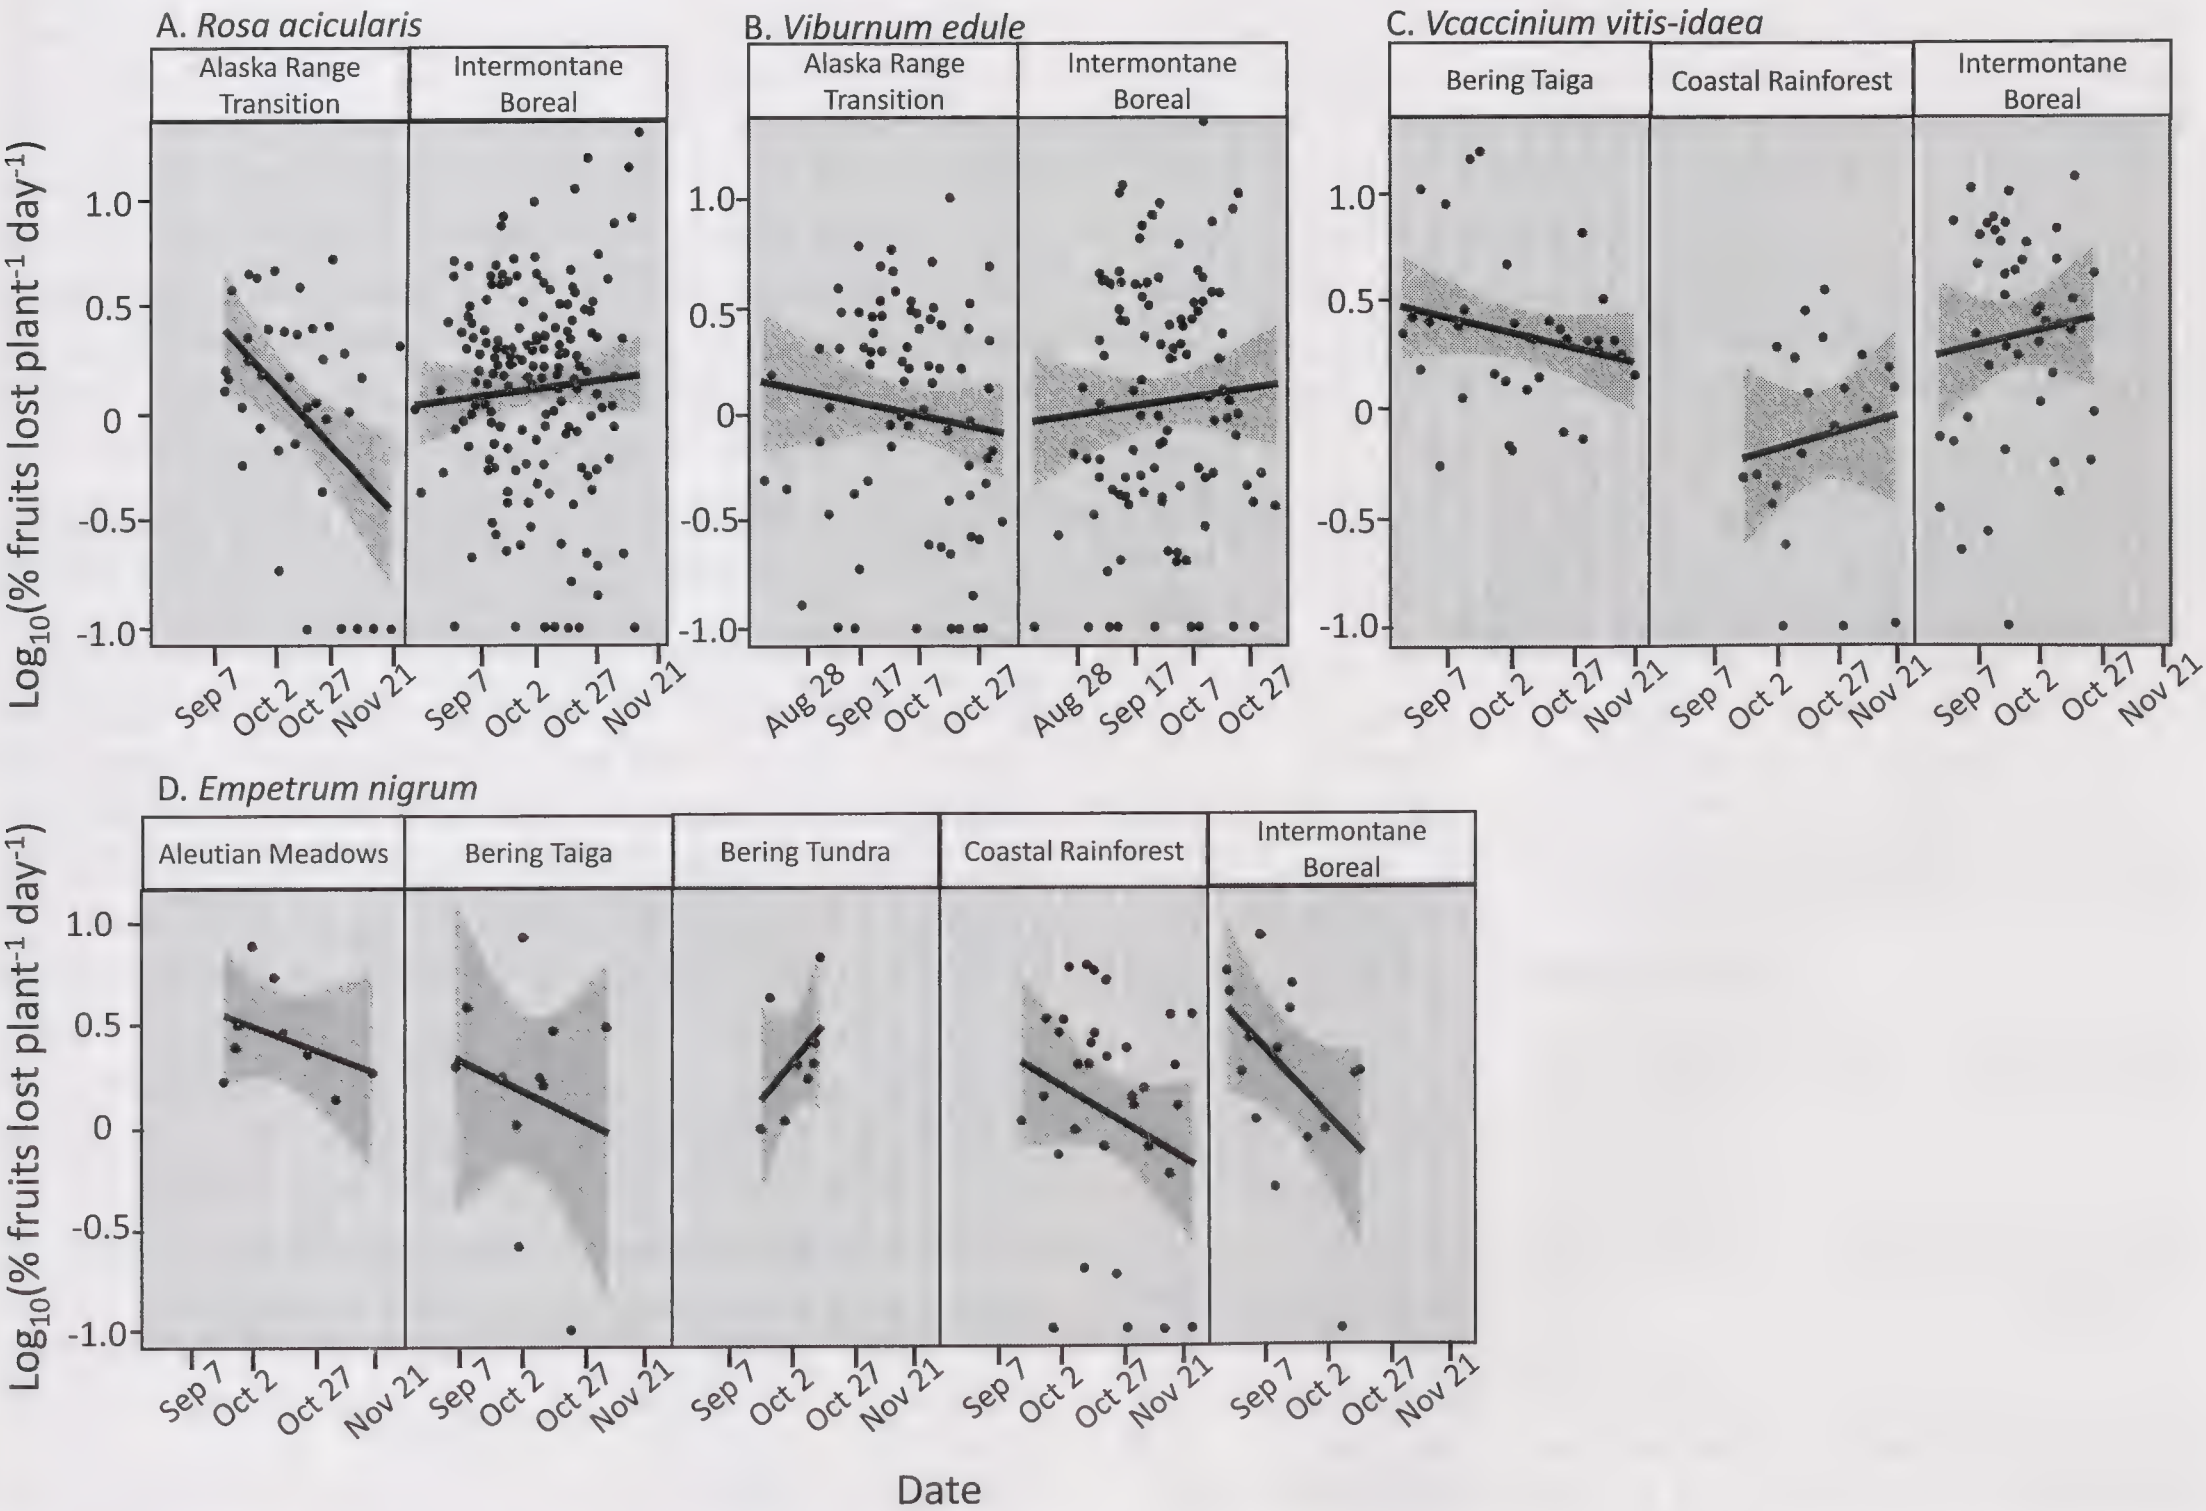 A. Rosa acicularis
Alaska Range
Transition
Intermontane
Boreal
B. Viburnum edule
Alaska Range
Transition
Intermontane
Boreal
C. Vcaccinium vitis-idaea
Bering Taiga
Coastal Rainforest
Intermontane
Boreal
Log₁₀(% fruits lost plant⁻¹ day⁻¹)
1.0
0.5
0
-0.5
-1.0
1.0
0.5
0
-0.5
-1.0
1.0
0.5
0
-0.5
-1.0
Sep 7 Oct 2 Oct 27 Nov 21
Sep 7 Oct 2 Oct 27 Nov 21
Aug 28 Sep 17 Oct 7 Oct 27
Aug 28 Sep 17 Oct 7 Oct 27
Sep 7 Oct 2 Oct 27 Nov 21
Sep 7 Oct 2 Oct 27 Nov 21
Sep 7 Oct 2 Oct 27 Nov 21
D. Empetrum nigrum
Aleutian Meadows
Bering Taiga
Bering Tundra
Coastal Rainforest
Intermontane
Boreal
Log₁₀(% fruits lost plant⁻¹ day⁻¹)
1.0
0.5
0
-0.5
-1.0
Sep 7 Oct 2 Oct 27 Nov 21
Sep 7 Oct 2 Oct 27 Nov 21
Sep 7 Oct 2 Oct 27 Nov 21
Sep 7 Oct 2 Oct 27 Nov 21
Sep 7 Oct 2 Oct 27 Nov 21
Date